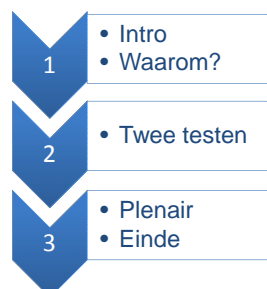 1
• Intro
• Waarom?
2
• Twee testen
3
• Plenair
• Einde